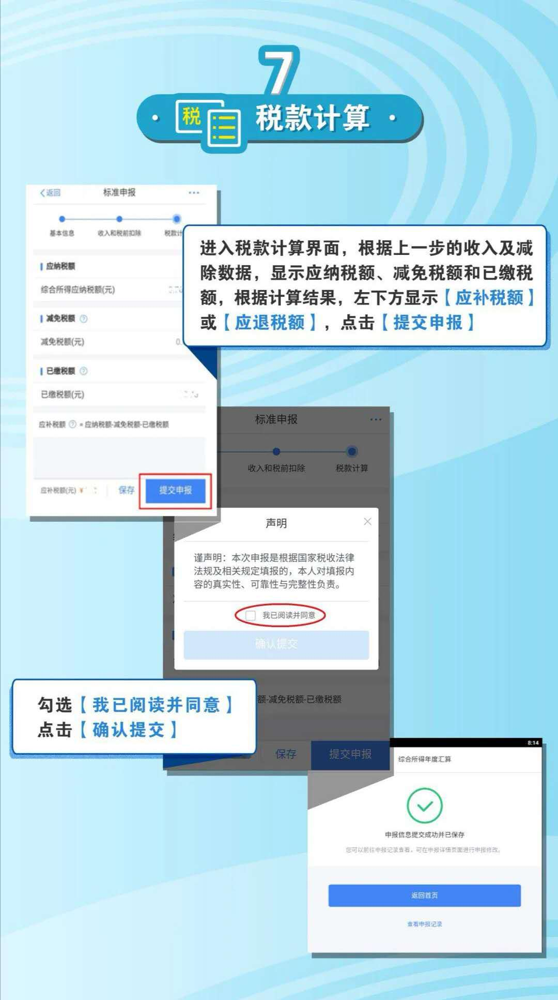 7
税
税款计算
返回
标准申报
基本信息
收入和税前扣除
税款计
应纳税额
综合所得应纳税额(元)
减免税额
减免税额(元)
0.
已缴税额
已缴税额(元)
应补税额 ? = 应纳税额-减免税额-已缴税额
应补税额(元) ¥
保存
提交申报
进入税款计算界面，根据上一步的收入及减
除数据，显示应纳税额、减免税额和已缴税
额，根据计算结果，左下方显示【应补税额】
或【应退税额】，点击【提交申报】
标准申报
收入和税前扣除
税款计算
声明
谨声明：本次申报是根据国家税收法律
法规及相关规定填报的，本人对填报内
容的真实性、可靠性与完整性负责。
我已阅读并同意
确认提交
额-减免税额-已缴税额
保存
提交申报
勾选【我已阅读并同意】
点击【确认提交】
8:14
综合所得年度汇算
申报信息提交成功并已保存
您可以前往申报记录查看，可在申报详情页面进行申报修改。
返回首页
查看申报记录